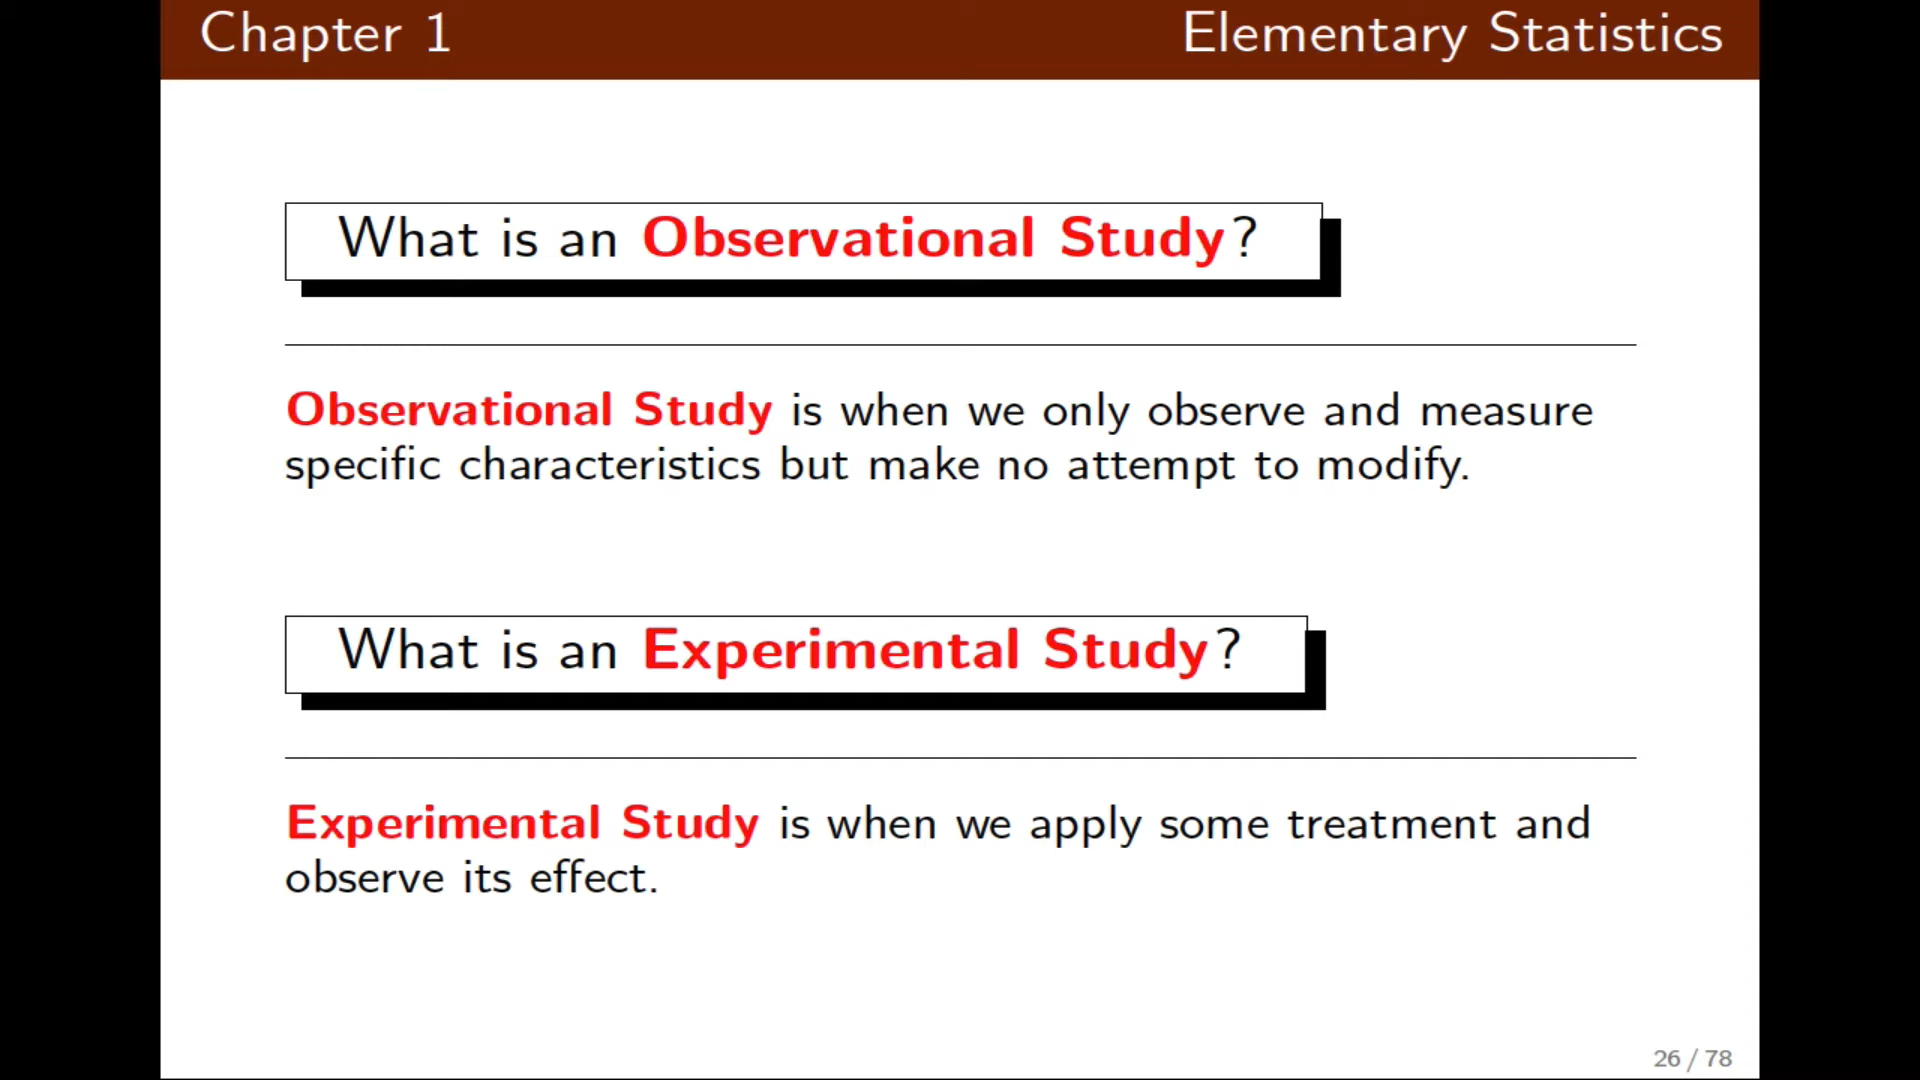 Chapter 1
Elementary Statistics
What is an Observational Study?
Observational Study is when we only observe and measure
specific characteristics but make no attempt to modify.
What is an Experimental Study?
Experimental Study is when we apply some treatment and
observe its effect.
26 / 78